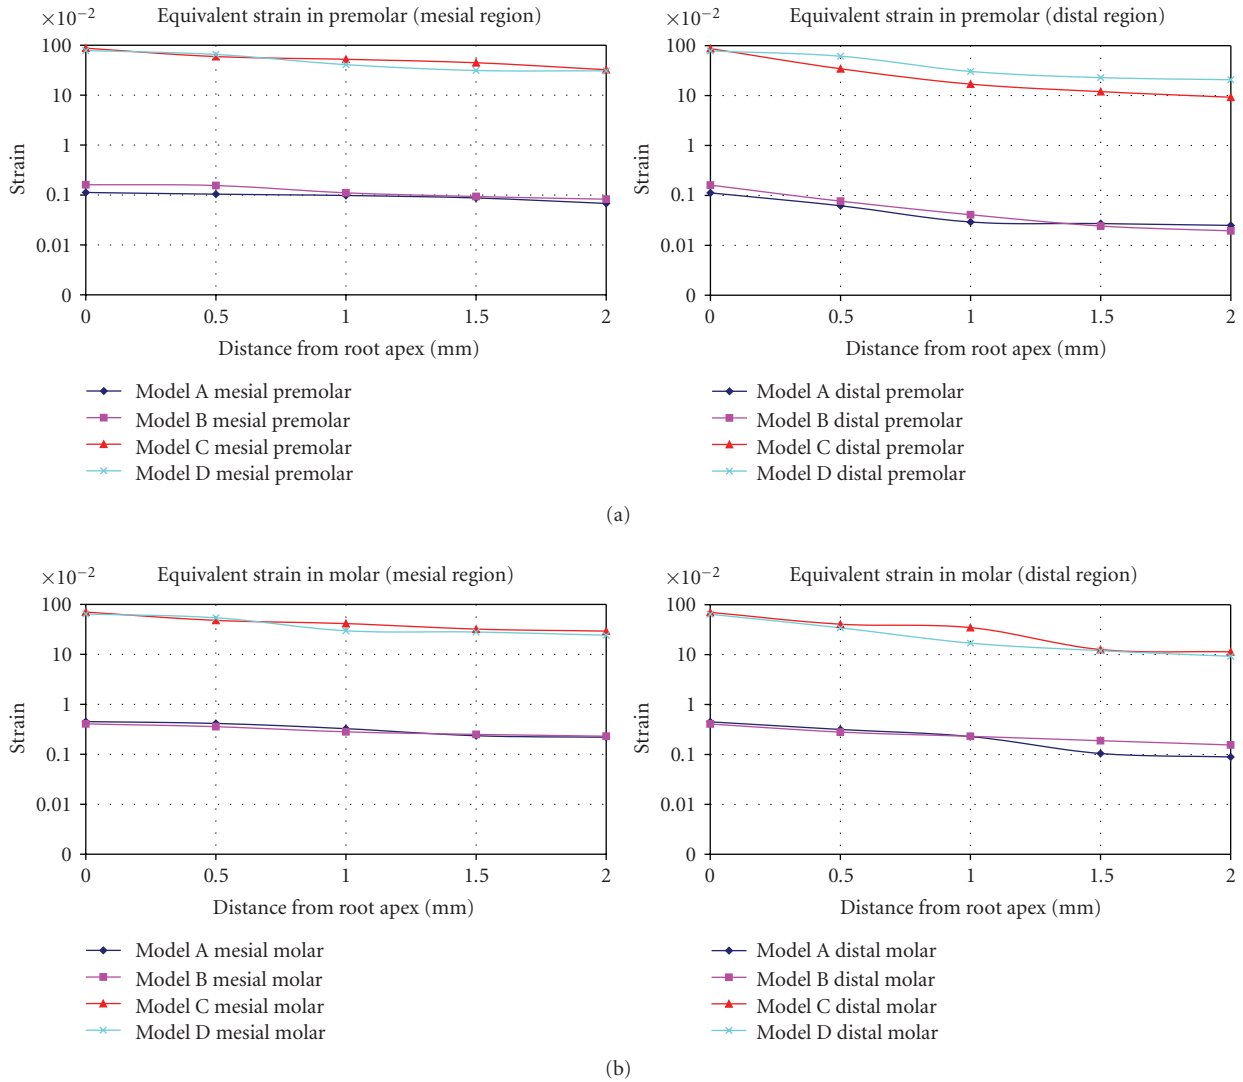 Equivalent strain in premolar (mesial region)
×10⁻²
100
10
1
0.1
0.01
0
Strain
0 0.5 1 1.5 2
Distance from root apex (mm)
Model A mesial premolar
Model B mesial premolar
Model C mesial premolar
Model D mesial premolar
Equivalent strain in premolar (distal region)
×10⁻²
100
10
1
0.1
0.01
0
Strain
0 0.5 1 1.5 2
Distance from root apex (mm)
Model A distal premolar
Model B distal premolar
Model C distal premolar
Model D distal premolar
(a)
Equivalent strain in molar (mesial region)
×10⁻²
100
10
1
0.1
0.01
0
Strain
0 0.5 1 1.5 2
Distance from root apex (mm)
Model A mesial molar
Model B mesial molar
Model C mesial molar
Model D mesial molar
Equivalent strain in molar (distal region)
×10⁻²
100
10
1
0.1
0.01
0
Strain
0 0.5 1 1.5 2
Distance from root apex (mm)
Model A distal molar
Model B distal molar
Model C distal molar
Model D distal molar
(b)